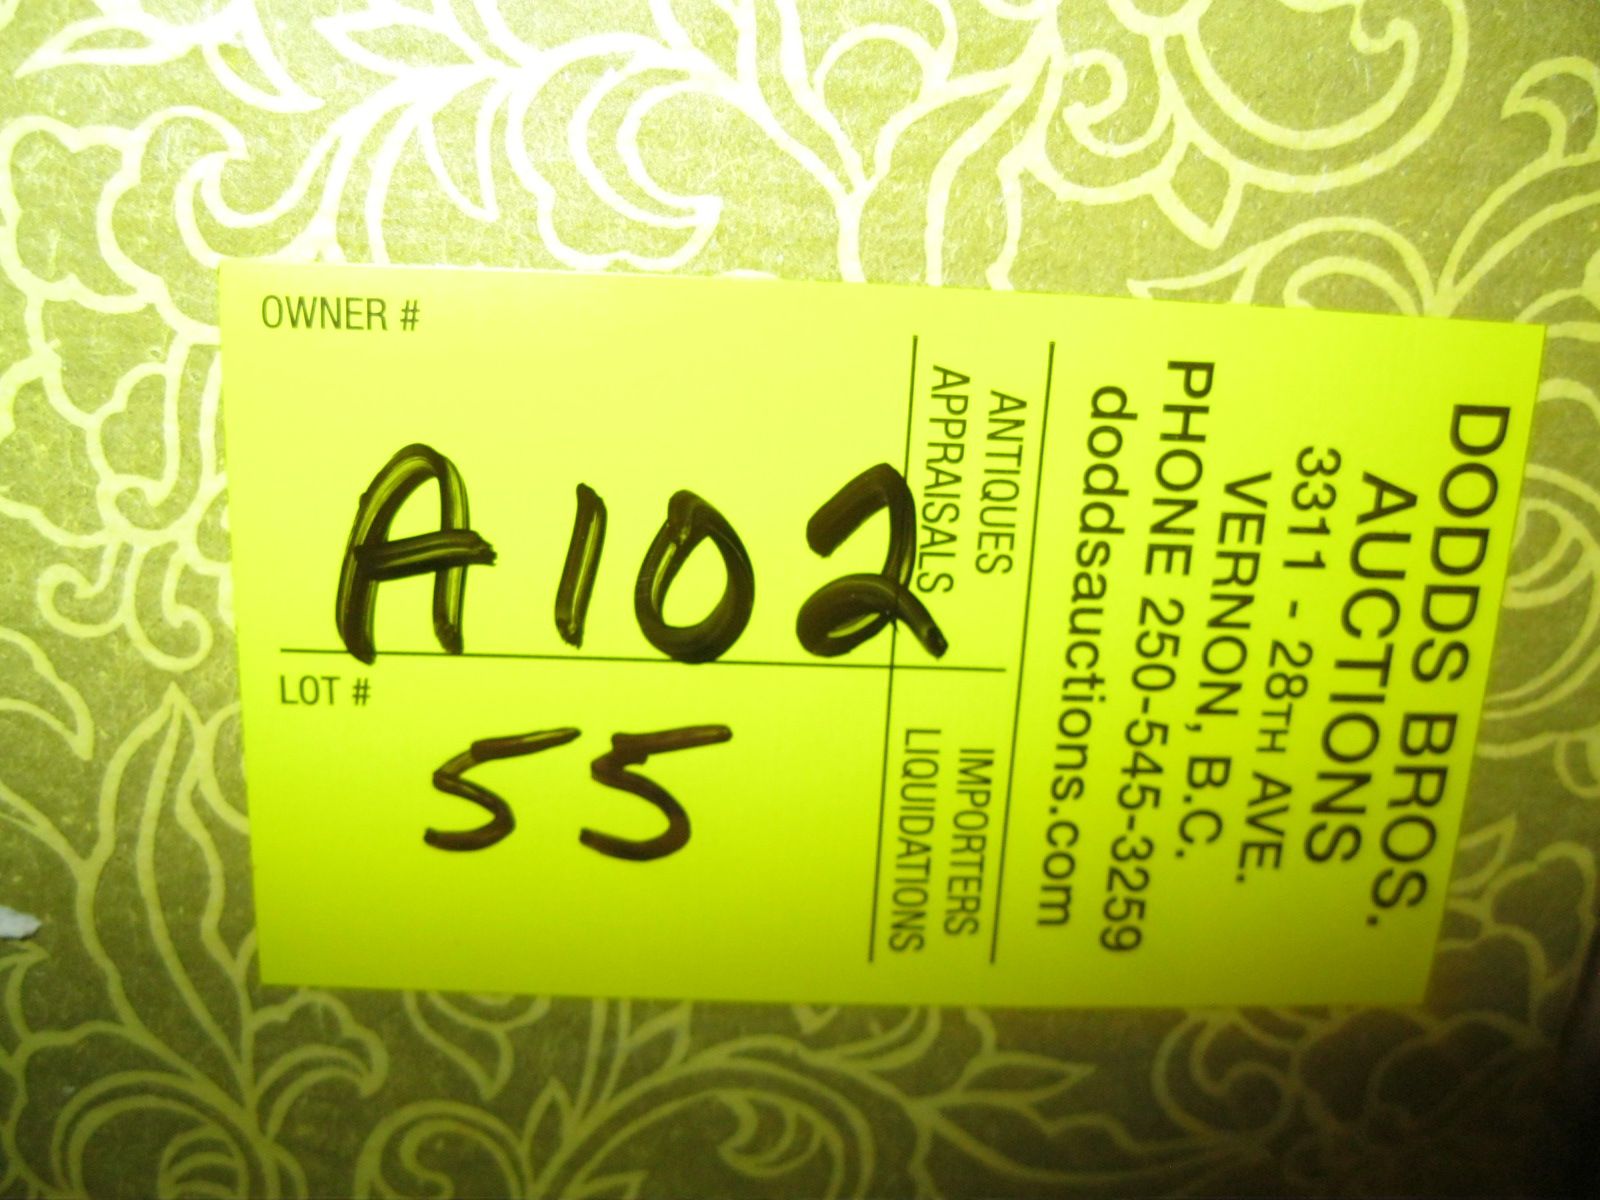 DODDS BROS.
AUCTIONS
3311 - 28TH AVE.
VERNON, B.C.
PHONE 250-545-3259
doddsauctions.com
ANTIQUES
APPRAISALS
IMPORTERS
LIQUIDATIONS
OWNER #
A102
LOT #
55